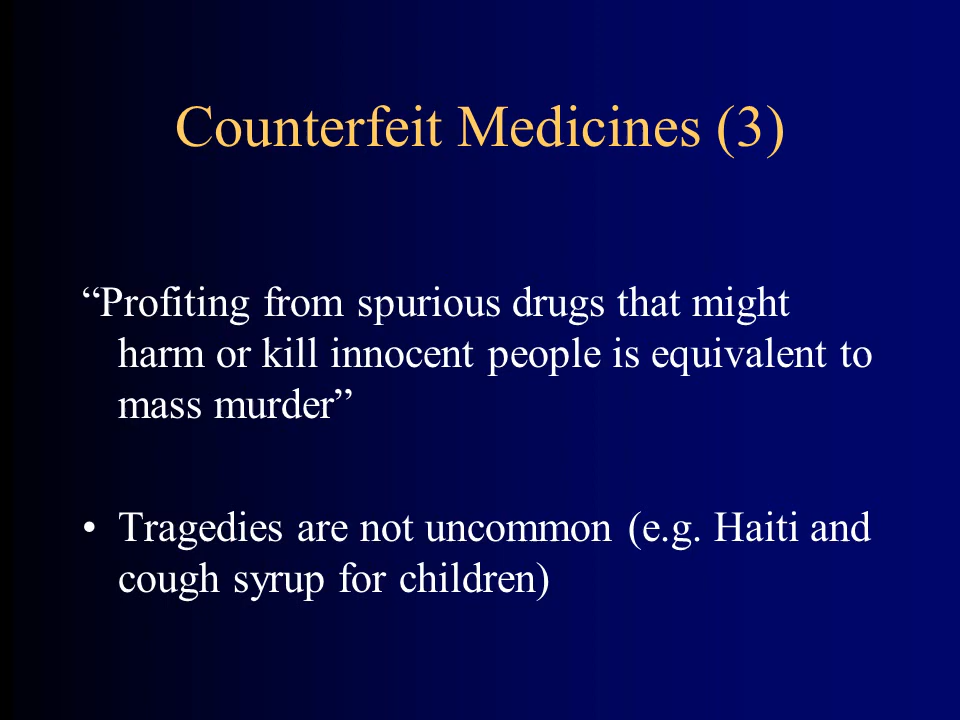 Counterfeit Medicines (3)
“Profiting from spurious drugs that might
harm or kill innocent people is equivalent to
mass murder”
• Tragedies are not uncommon (e.g. Haiti and
cough syrup for children)